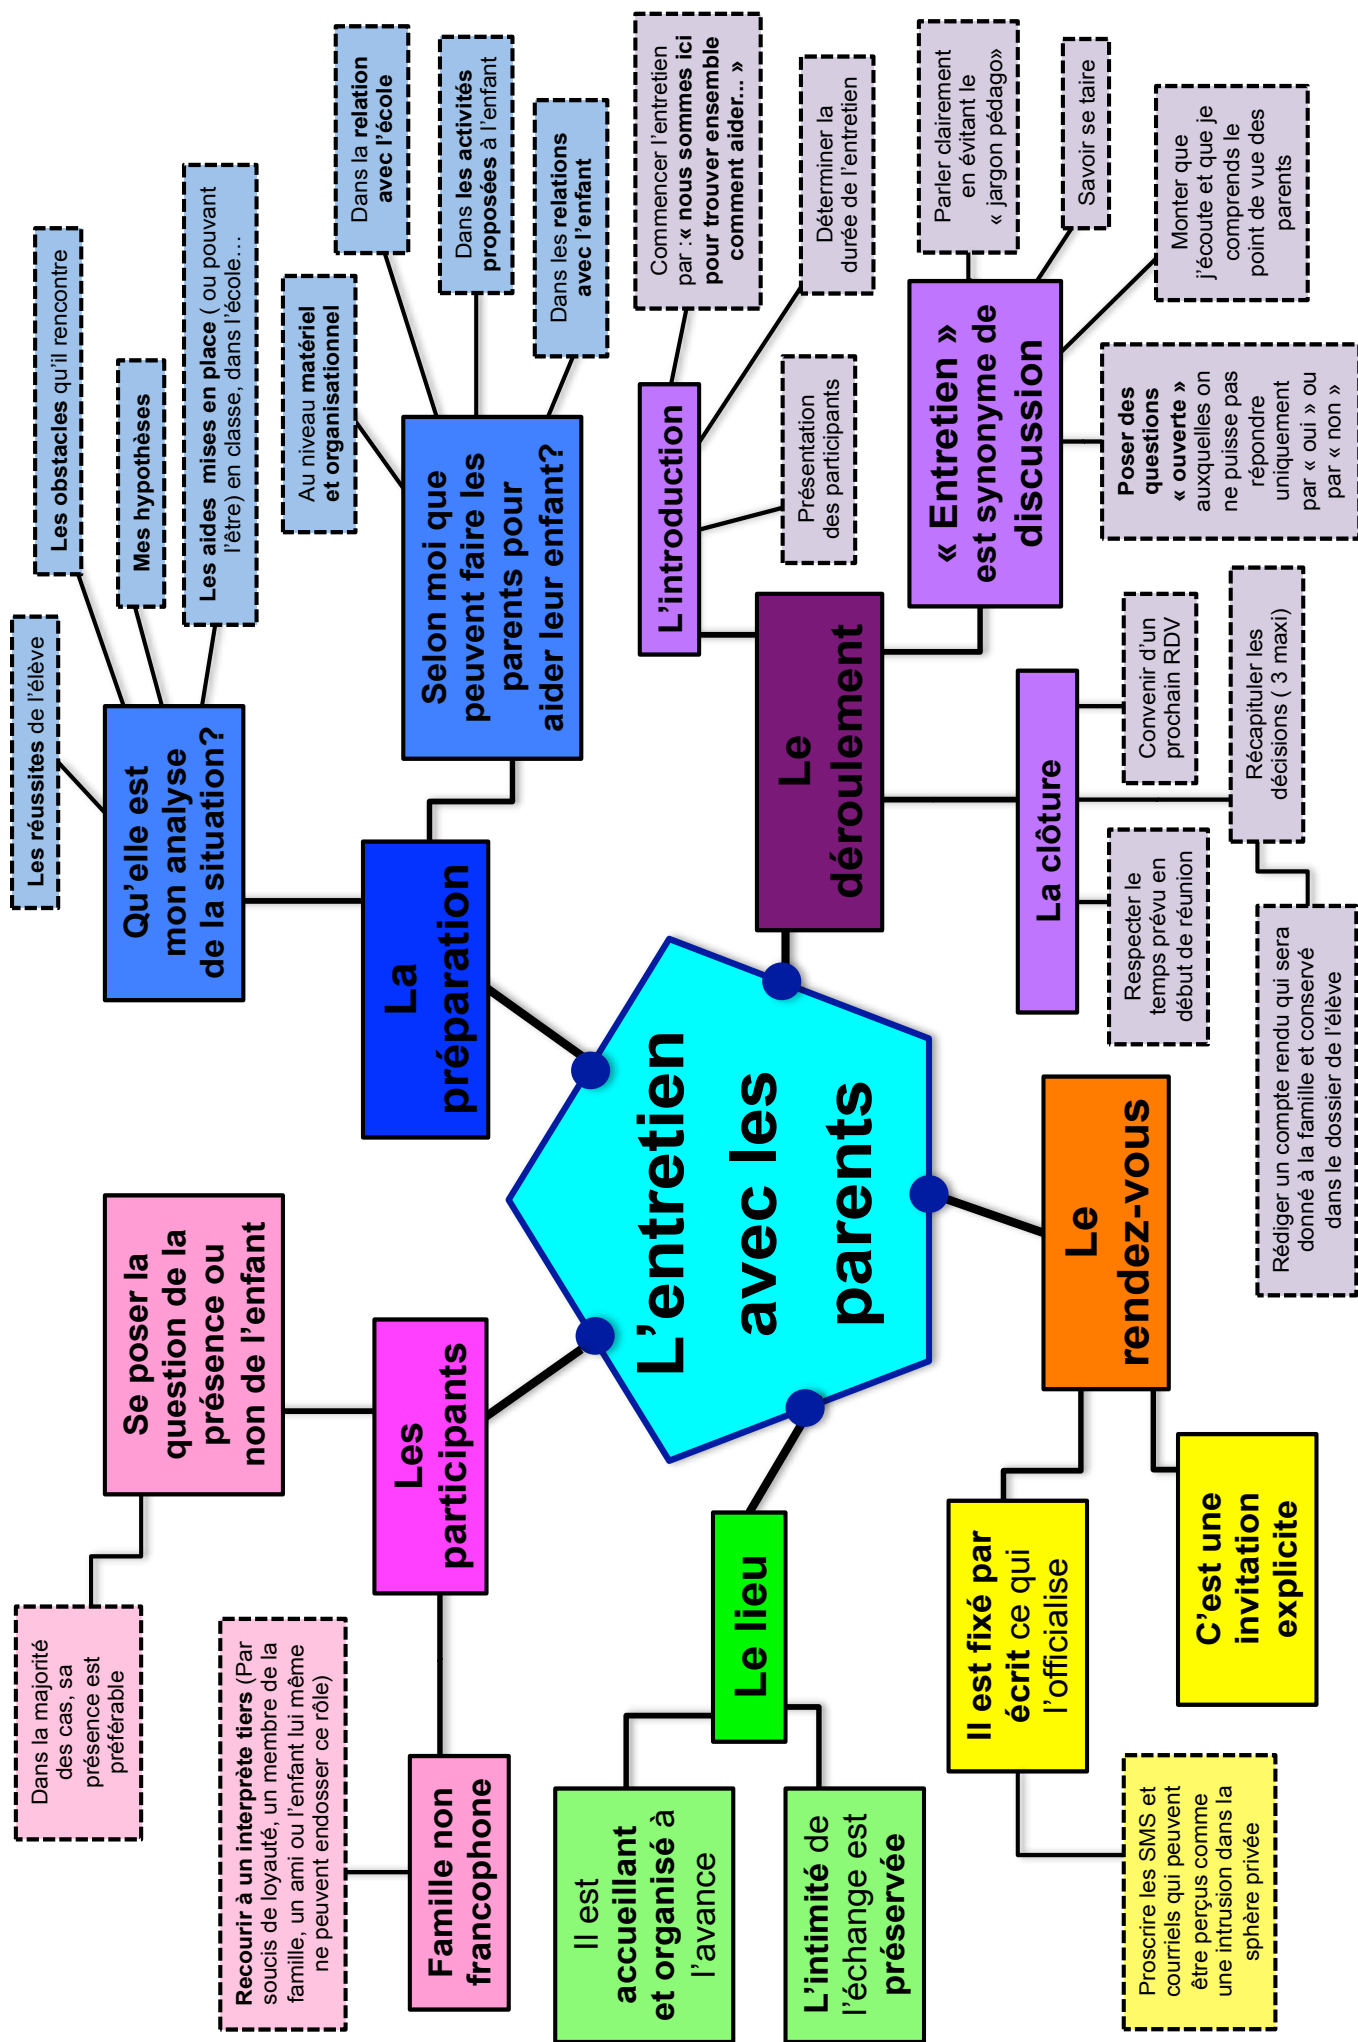 L'entretien
avec les
parents
La
préparation
Qu'elle est
mon analyse
de la situation?
Les réussites de l'élève
Les obstacles qu'il rencontre
Mes hypothèses
Les aides mises en place ( ou pouvant
l'être) en classe, dans l'école…
Selon moi que
peuvent faire les
parents pour
aider leur enfant?
Au niveau matériel
et organisationnel
Dans la relation
avec l'école
Dans les activités
proposées à l'enfant
Dans les relations
avec l'enfant
Le
déroulement
L'introduction
Présentation
des participants
Déterminer la
durée de l'entretien
Commencer l'entretien
par :« nous sommes ici
pour trouver ensemble
comment aider... »
« Entretien »
est synonyme de
discussion
Parler clairement
en évitant le
« jargon pédago»
Savoir se taire
Monter que
j'écoute et que je
comprends le
point de vue des
parents
Poser des
questions
« ouverte »
auxquelles on
ne puisse pas
répondre
uniquement
par « oui » ou
par « non »
La clôture
Respecter le
temps prévu en
début de réunion
Convenir d'un
prochain RDV
Récapituler les
décisions ( 3 maxi)
Rédiger un compte rendu qui sera
donné à la famille et conservé
dans le dossier de l'élève
Le
rendez-vous
Il est fixé par
écrit ce qui
l'officialise
Proscrire les SMS et
courriels qui peuvent
être perçus comme
une intrusion dans la
sphère privée
C'est une
invitation
explicite
Le lieu
Il est
accueillant
et organisé à
l'avance
L'intimité de
l'échange est
préservée
Les
participants
Se poser la
question de la
présence ou
non de l'enfant
Dans la majorité
des cas, sa
présence est
préférable
Famille non
francophone
Recourir à un interprète tiers (Par
soucis de loyauté, un membre de la
famille, un ami ou l'enfant lui même
ne peuvent endosser ce rôle)